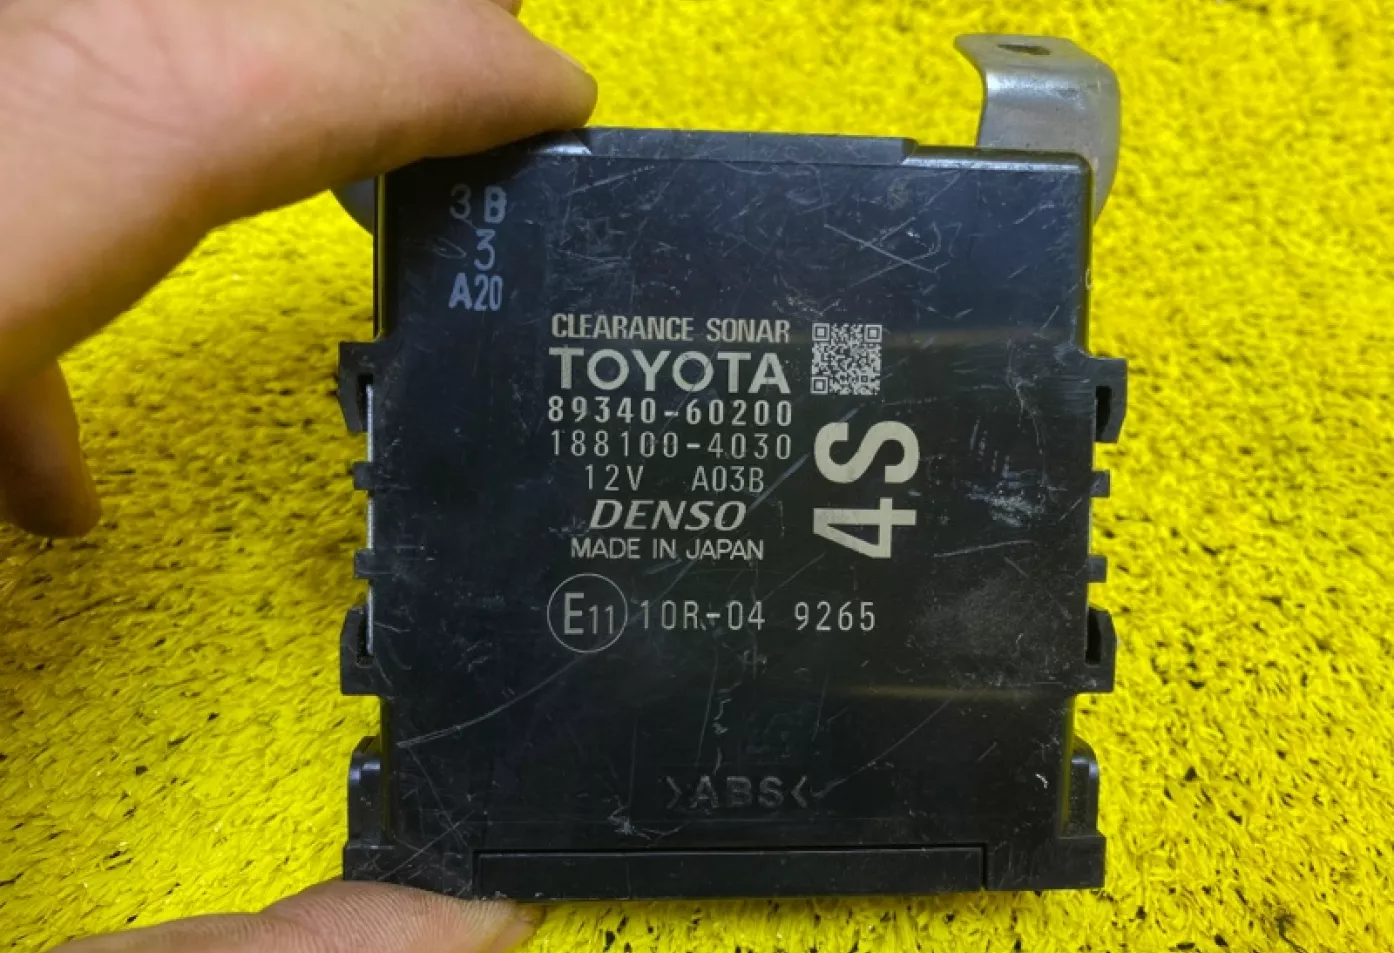 3 B
3
A20
CLEARANCE SONAR
TOYOTA
89340-60200
188100-4030
12V A03B
DENSO
MADE IN JAPAN
4S
E11 10R-04 9265
>ABS<